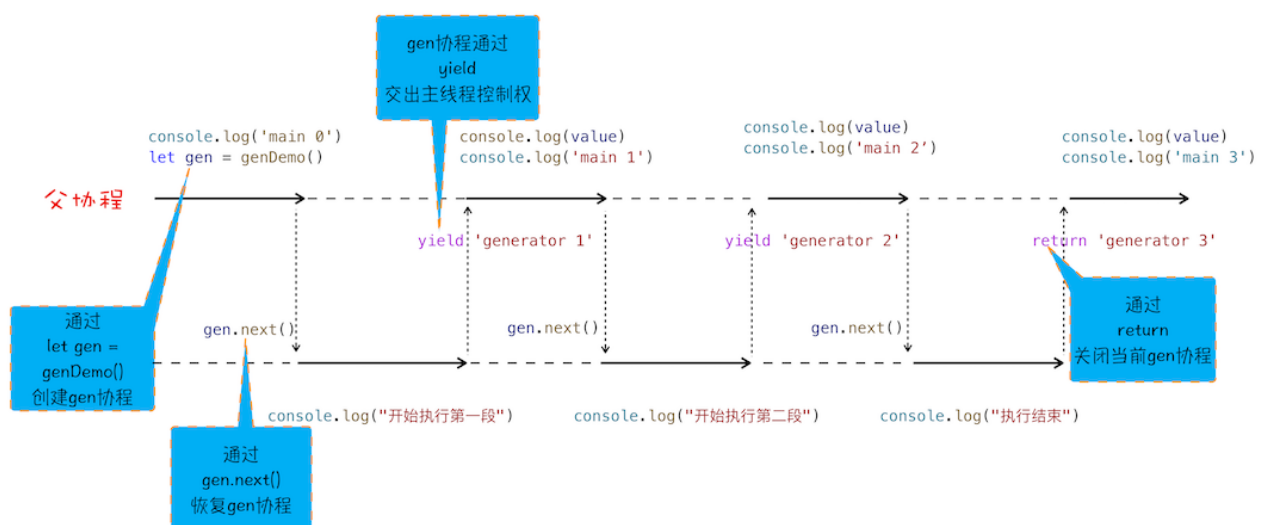 gen协程通过
yield
交出主线程控制权
console.log('main 0')
let gen = genDemo()
console.log(value)
console.log('main 1')
console.log(value)
console.log('main 2’)
console.log(value)
console.log('main 3')
父协程
yield 'generator 1'
yield 'generator 2'
return 'generator 3'
通过
let gen =
genDemo()
创建gen协程
gen.next()
gen.next()
gen.next()
通过
return
关闭当前gen协程
console.log("开始执行第一段")
console.log("开始执行第二段")
console.log("执行结束")
通过
gen.next()
恢复gen协程